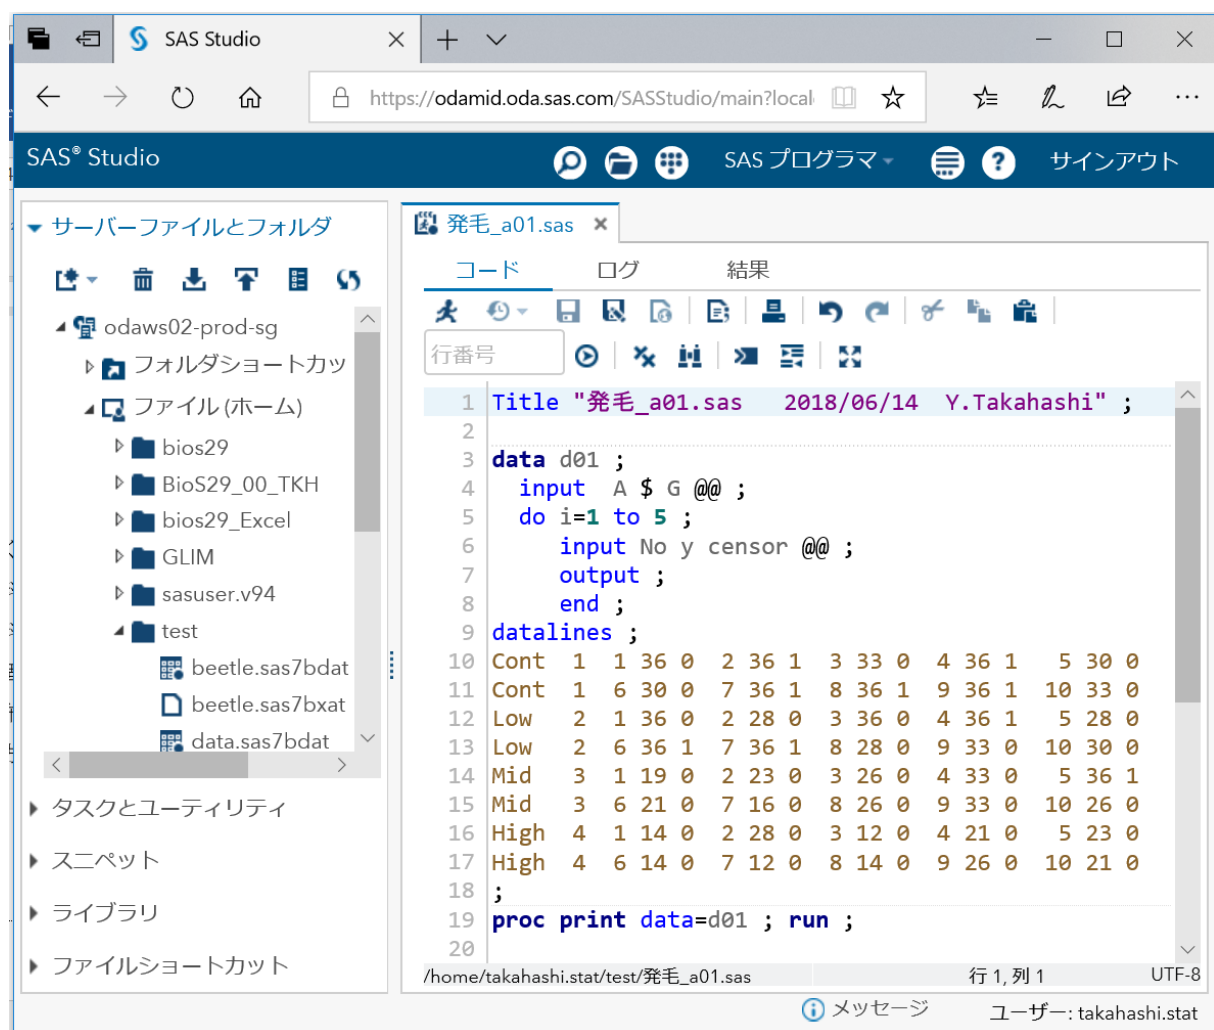 SAS Studio
https://odamid.oda.sas.com/SASStudio/main?local
SAS® Studio
SAS プログラマ
サインアウト
サーバーファイルとフォルダ
odaws02-prod-sg
フォルダショートカッ
ファイル (ホーム)
bios29
BioS29_00_TKH
bios29_Excel
GLIM
sasuser.v94
test
beetle.sas7bdat
beetle.sas7bxat
data.sas7bdat
タスクとユーティリティ
スニペット
ライブラリ
ファイルショートカット
発毛_a01.sas
コード ログ 結果
行番号
1 Title "発毛_a01.sas   2018/06/14  Y.Takahashi" ;
2
3 data d01 ;
4   input  A $ G @@ ;
5   do i=1 to 5 ;
6      input No y censor @@ ;
7      output ;
8      end ;
9 datalines ;
10 Cont  1  1 36 0  2 36 1  3 33 0  4 36 1   5 30 0
11 Cont  1  6 30 0  7 36 1  8 36 1  9 36 1  10 33 0
12 Low   2  1 36 0  2 28 0  3 36 0  4 36 1   5 28 0
13 Low   2  6 36 1  7 36 1  8 28 0  9 33 0  10 30 0
14 Mid   3  1 19 0  2 23 0  3 26 0  4 33 0   5 36 1
15 Mid   3  6 21 0  7 16 0  8 26 0  9 33 0  10 26 0
16 High  4  1 14 0  2 28 0  3 12 0  4 21 0   5 23 0
17 High  4  6 14 0  7 12 0  8 14 0  9 26 0  10 21 0
18 ;
19 proc print data=d01 ; run ;
20
/home/takahashi.stat/test/発毛_a01.sas
行 1, 列 1
UTF-8
メッセージ
ユーザー: takahashi.stat